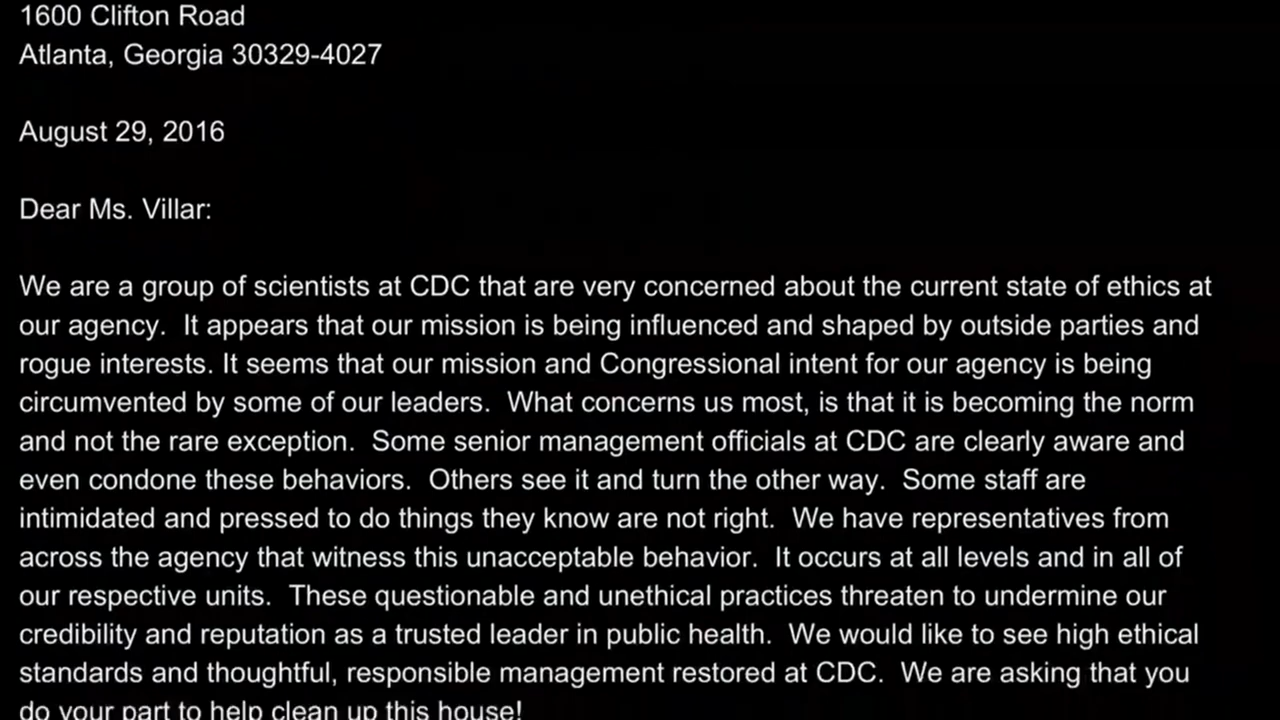 1600 Clifton Road
Atlanta, Georgia 30329-4027
August 29, 2016
Dear Ms. Villar:
We are a group of scientists at CDC that are very concerned about the current state of ethics at
our agency.  It appears that our mission is being influenced and shaped by outside parties and
rogue interests. It seems that our mission and Congressional intent for our agency is being
circumvented by some of our leaders.  What concerns us most, is that it is becoming the norm
and not the rare exception.  Some senior management officials at CDC are clearly aware and
even condone these behaviors.  Others see it and turn the other way.  Some staff are
intimidated and pressed to do things they know are not right.  We have representatives from
across the agency that witness this unacceptable behavior.  It occurs at all levels and in all of
our respective units.  These questionable and unethical practices threaten to undermine our
credibility and reputation as a trusted leader in public health.  We would like to see high ethical
standards and thoughtful, responsible management restored at CDC.  We are asking that you
do your part to help clean up this house!